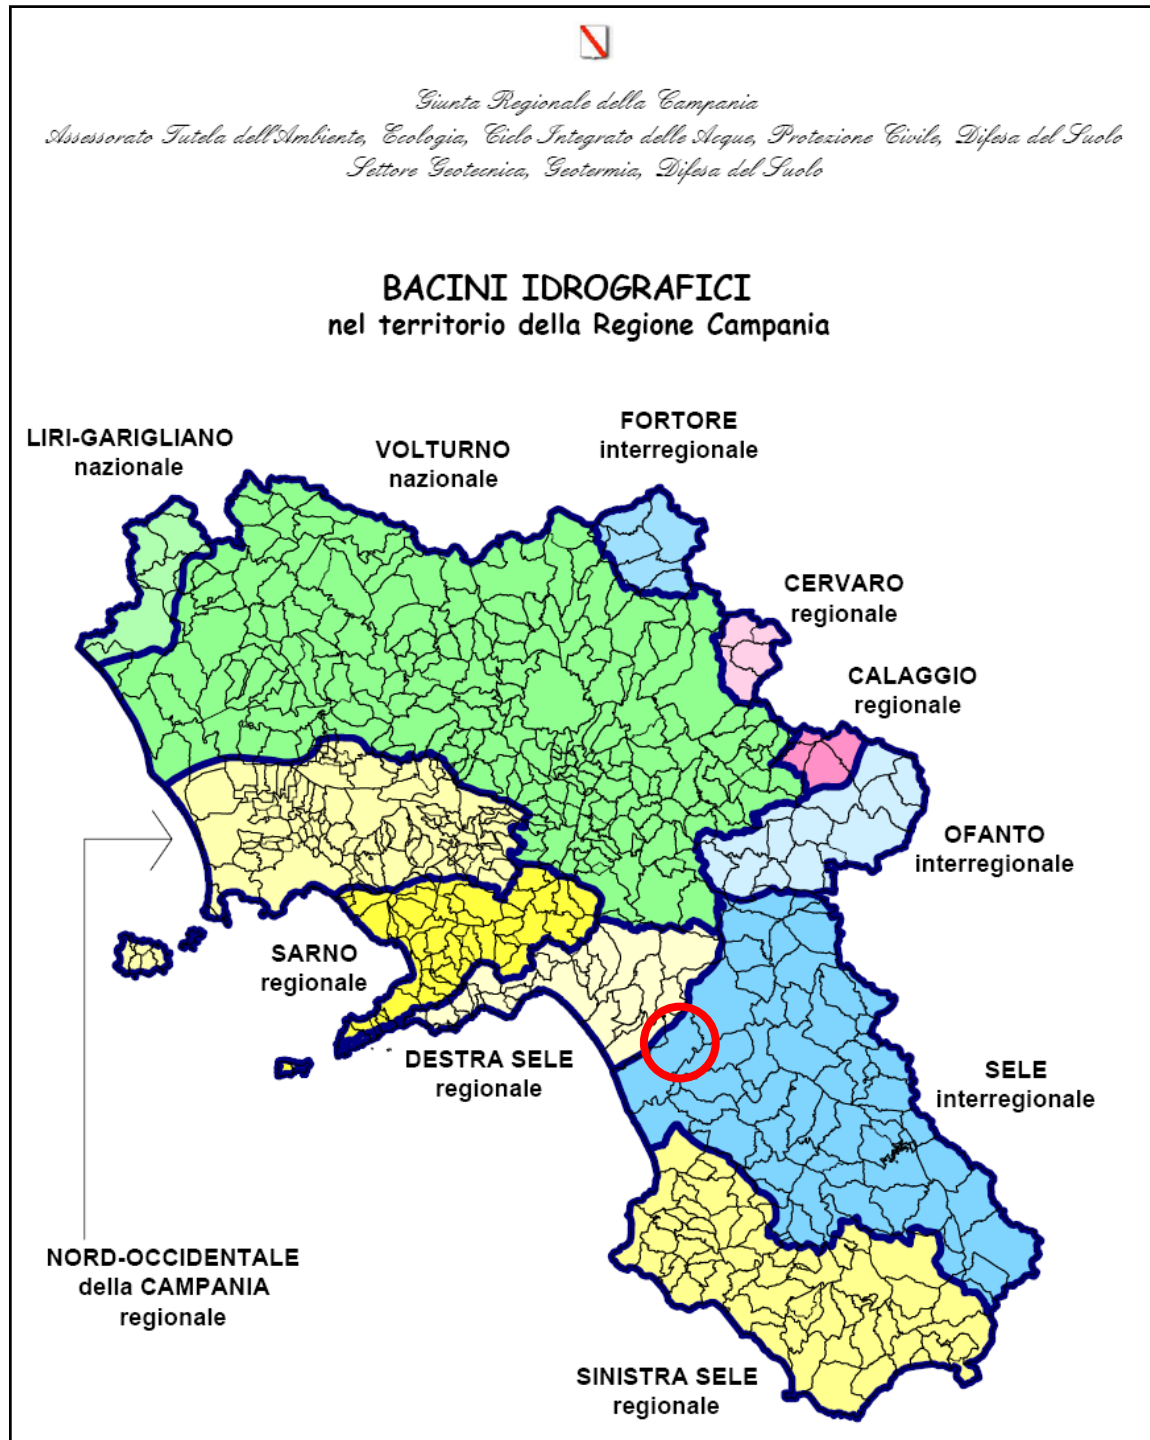 Giunta Regionale della Campania
Assessorato Tutela dell'Ambiente, Ecologia, Ciclo Integrato delle Acque, Protezione Civile, Difesa del Suolo
Settore Geotecnica, Geotermia, Difesa del Suolo
BACINI IDROGRAFICI
nel territorio della Regione Campania
FORTORE
interregionale
LIRI-GARIGLIANO
nazionale
VOLTURNO
nazionale
CERVARO
regionale
CALAGGIO
regionale
OFANTO
interregionale
SARNO
regionale
DESTRA SELE
regionale
SELE
interregionale
NORD-OCCIDENTALE
della CAMPANIA
regionale
SINISTRA SELE
regionale